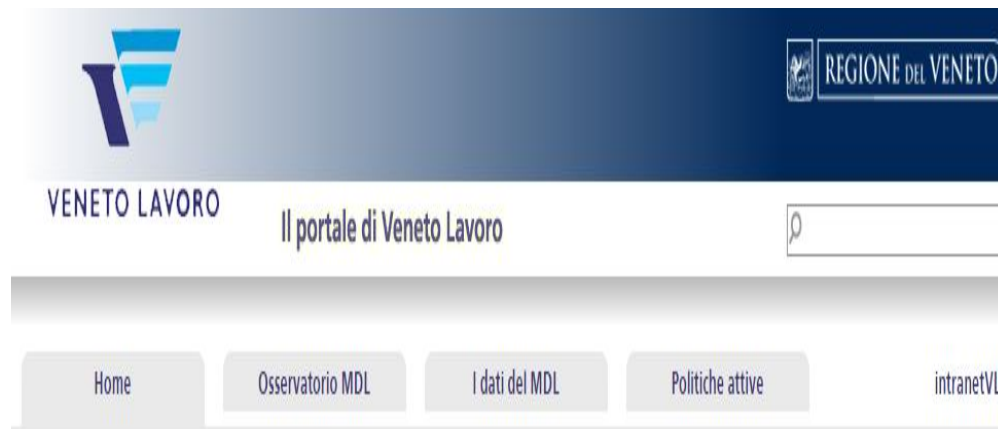 REGIONE DEL VENETO
VENETO LAVORO
Il portale di Veneto Lavoro
Home
Osservatorio MDL
I dati del MDL
Politiche attive
intranetVL